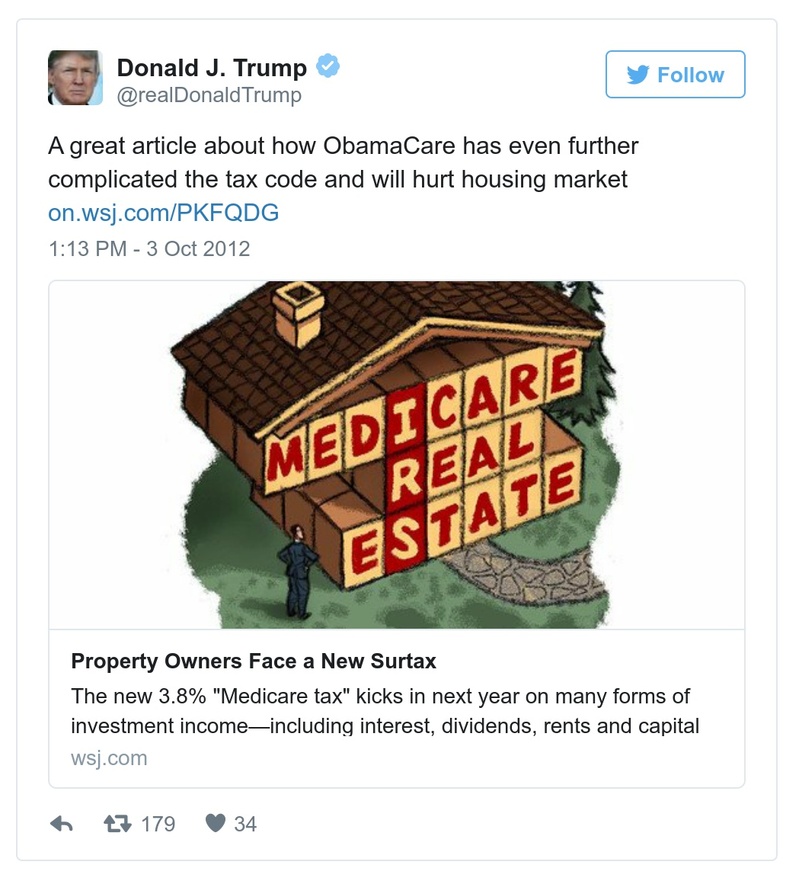 Donald J. Trump
@realDonaldTrump
Follow
A great article about how ObamaCare has even further
complicated the tax code and will hurt housing market
on.wsj.com/PKFQDG
1:13 PM - 3 Oct 2012
MEDICARE
REAL
ESTATE
Property Owners Face a New Surtax
The new 3.8% "Medicare tax" kicks in next year on many forms of
investment income—including interest, dividends, rents and capital
wsj.com
179
34